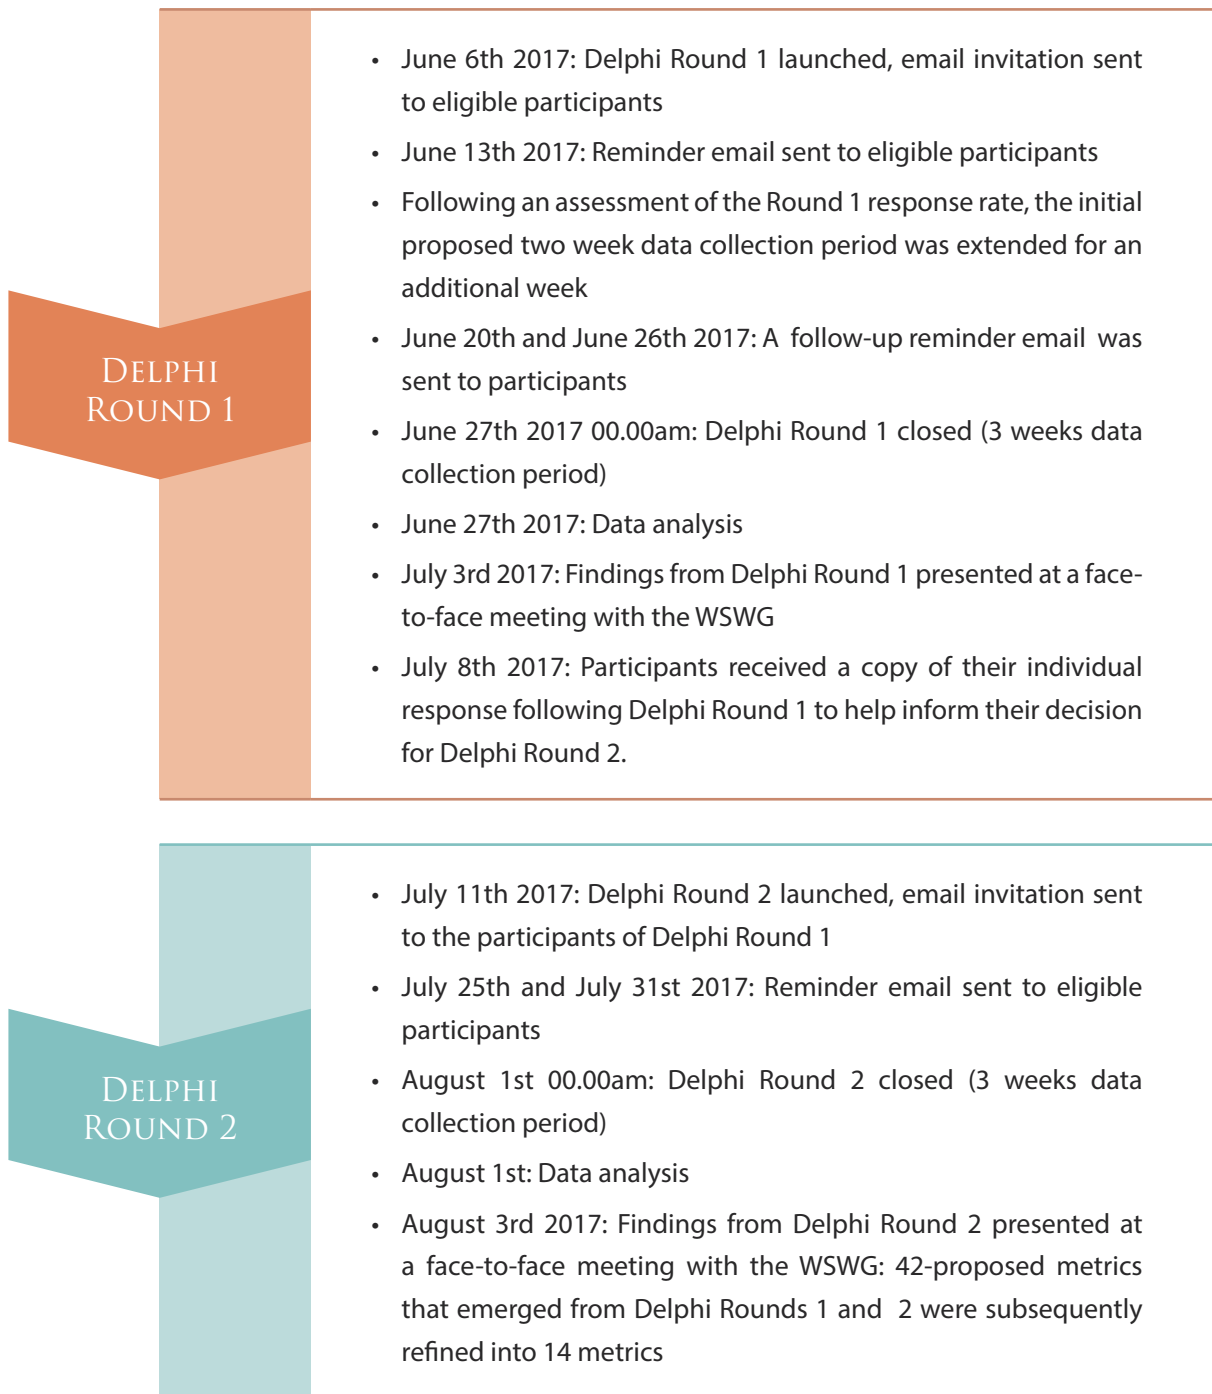 • June 6th 2017: Delphi Round 1 launched, email invitation sent
to eligible participants
• June 13th 2017: Reminder email sent to eligible participants
• Following an assessment of the Round 1 response rate, the initial
proposed two week data collection period was extended for an
additional week
• June 20th and June 26th 2017: A follow-up reminder email was
sent to participants
• June 27th 2017 00.00am: Delphi Round 1 closed (3 weeks data
collection period)
• June 27th 2017: Data analysis
• July 3rd 2017: Findings from Delphi Round 1 presented at a face-
to-face meeting with the WSWG
• July 8th 2017: Participants received a copy of their individual
response following Delphi Round 1 to help inform their decision
for Delphi Round 2.
Delphi
Round 1
• July 11th 2017: Delphi Round 2 launched, email invitation sent
to the participants of Delphi Round 1
• July 25th and July 31st 2017: Reminder email sent to eligible
participants
• August 1st 00.00am: Delphi Round 2 closed (3 weeks data
collection period)
• August 1st: Data analysis
• August 3rd 2017: Findings from Delphi Round 2 presented at
a face-to-face meeting with the WSWG: 42-proposed metrics
that emerged from Delphi Rounds 1 and 2 were subsequently
refined into 14 metrics
Delphi
Round 2